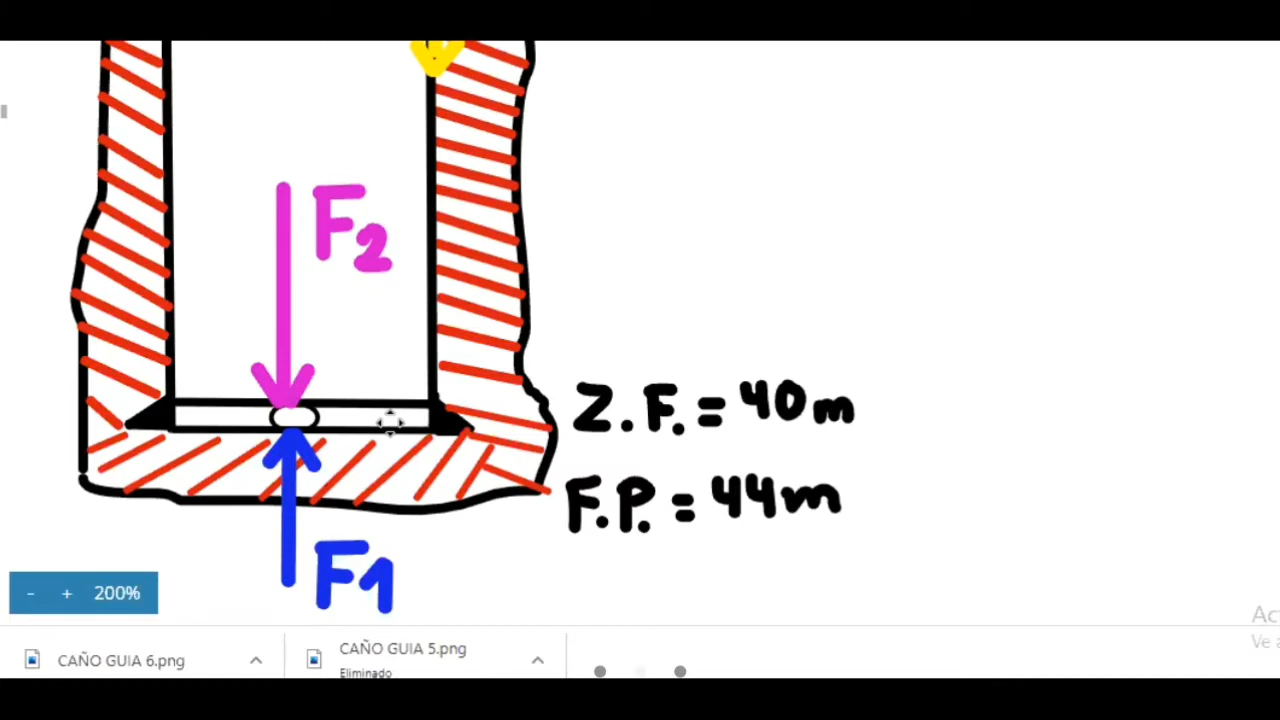 F2
Z.F. = 40m
F.P. = 44m
F1
- + 200%
CAÑO GUIA 6.png
CAÑO GUIA 5.png
Eliminado